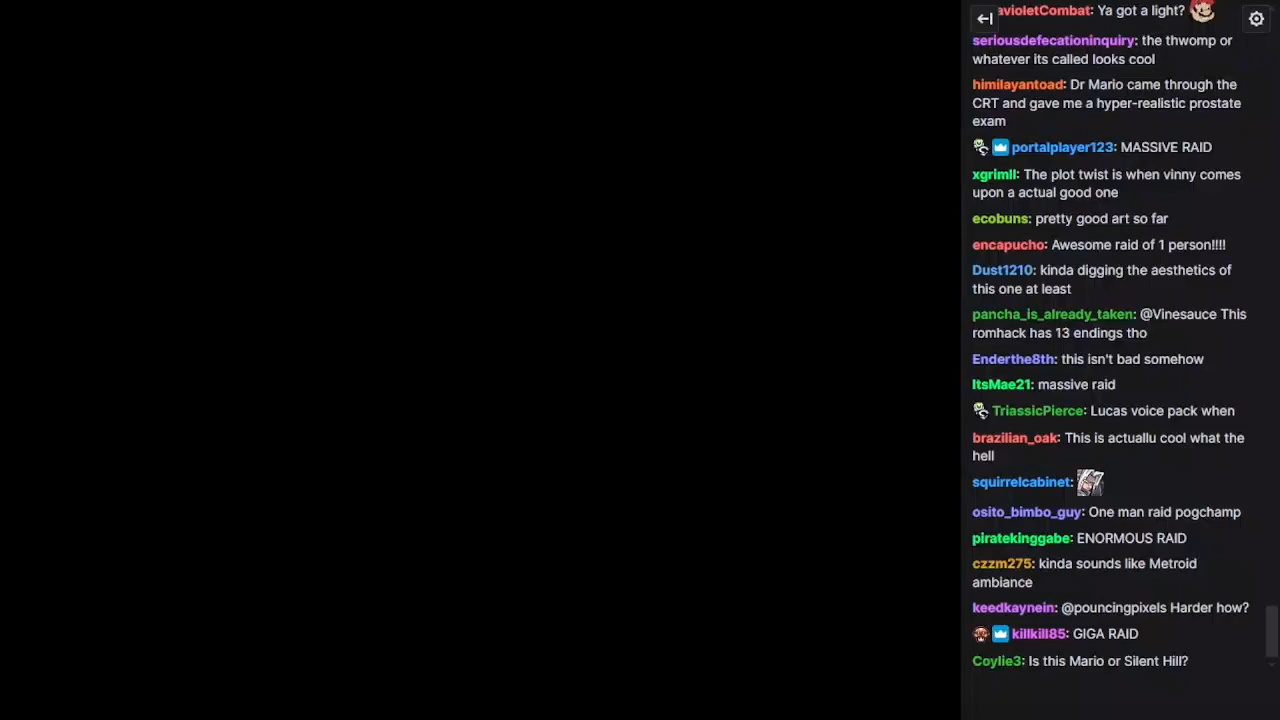 avioletCombat: Ya got a light?
seriousdefecationinquiry: the thwomp or
whatever its called looks cool
himilayantoad: Dr Mario came through the
CRT and gave me a hyper-realistic prostate
exam
portalplayer123: MASSIVE RAID
xgrimll: The plot twist is when vinny comes
upon a actual good one
ecobuns: pretty good art so far
encapucho: Awesome raid of 1 person!!!!
Dust1210: kinda digging the aesthetics of
this one at least
pancha_is_already_taken: @Vinesauce This
romhack has 13 endings tho
Enderthe8th: this isn't bad somehow
ItsMae21: massive raid
TriassicPierce: Lucas voice pack when
brazilian_oak: This is actuallu cool what the
hell
squirrelcabinet:
osito_bimbo_guy: One man raid pogchamp
piratekinggabe: ENORMOUS RAID
czzm275: kinda sounds like Metroid
ambiance
keedkaynein: @pouncingpixels Harder how?
killkill85: GIGA RAID
Coylie3: Is this Mario or Silent Hill?